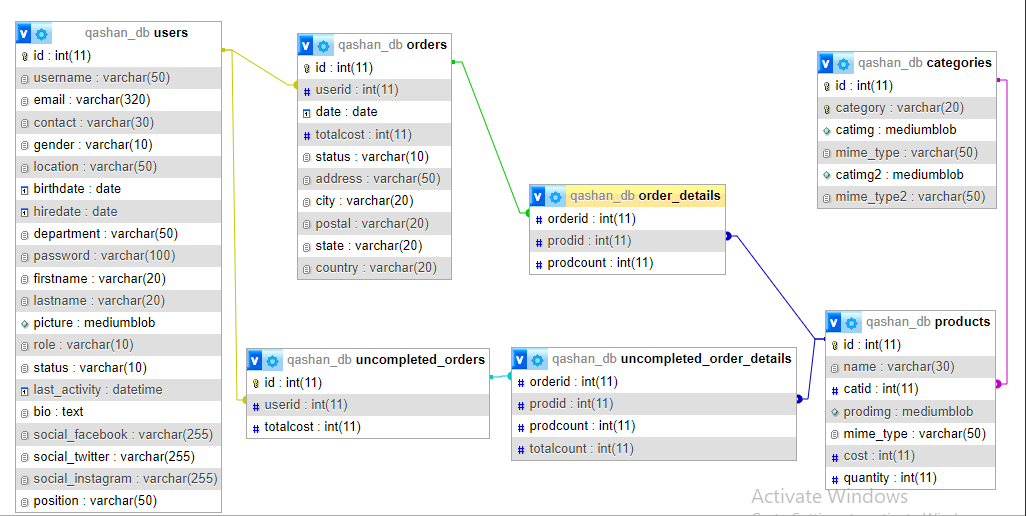 qashan_db users
id : int(11)
username : varchar(50)
email : varchar(320)
contact : varchar(30)
gender : varchar(10)
location : varchar(50)
birthdate : date
hiredate : date
department : varchar(50)
password : varchar(100)
firstname : varchar(20)
lastname : varchar(20)
picture : mediumblob
role : varchar(10)
status : varchar(10)
last_activity : datetime
bio : text
social_facebook : varchar(255)
social_twitter : varchar(255)
social_instagram : varchar(255)
position : varchar(50)
qashan_db orders
id : int(11)
userid : int(11)
date : date
totalcost : int(11)
status : varchar(10)
address : varchar(50)
city : varchar(20)
postal : varchar(20)
state : varchar(20)
country : varchar(20)
qashan_db uncompleted_orders
id : int(11)
userid : int(11)
totalcost : int(11)
qashan_db order_details
orderid : int(11)
prodid : int(11)
prodcount : int(11)
qashan_db uncompleted_order_details
orderid : int(11)
prodid : int(11)
prodcount : int(11)
totalcount : int(11)
qashan_db categories
id : int(11)
category : varchar(20)
catimg : mediumblob
mime_type : varchar(50)
catimg2 : mediumblob
mime_type2 : varchar(50)
qashan_db products
id : int(11)
name : varchar(30)
catid : int(11)
prodimg : mediumblob
mime_type : varchar(50)
cost : int(11)
quantity : int(11)
Activate Windows